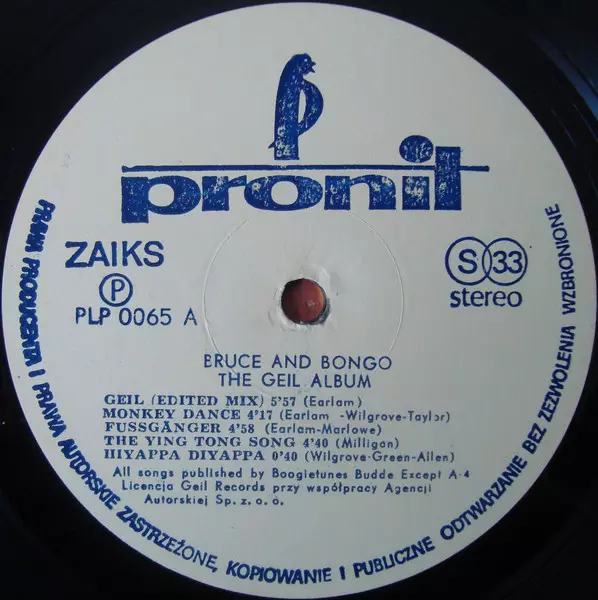 pronit
ZAIKS
P
PLP 0065 A
S 33
stereo
BRUCE AND BONGO
THE GEIL ALBUM
GEIL (EDITED MIX) 5'57 (Earlam)
MONKEY DANCE 4'17 (Earlam -Wilgrove-Taylor)
FUSSGÄNGER 4'58 (Earlam-Marlowe)
THE YING TONG SONG 4'40 (Milligan)
HIYAPPA DIYAPPA 0'40 (Wilgrove-Green-Allen)
All songs published by Boogietunes Budde Except A-4
Licencja Geil Records przy współpracy Agencji
Autorskiej Sp. z. o. o.
PRAWA PRODUCENTA I PRAWA AUTORSKIE ZASTRZEŻONE, KOPIOWANIE I PUBLICZNE ODTWARZANIE BEZ ZEZWOLENIA WZBRONIONE